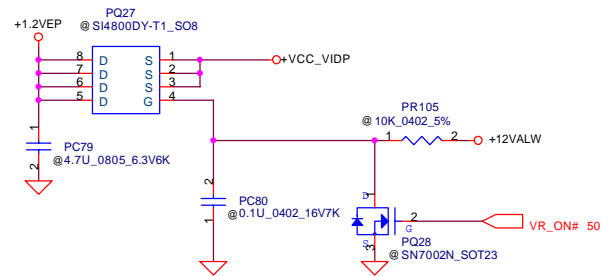 PQ27
@SI4800DY-T1_SO8
+1.2VEP
8 D S 1
7 D S 2
6 D S 3
5 D G 4
+VCC_VIDP
PR105
@10K_0402_5%
1 2
+12VALW
1
2
PC79
@4.7U_0805_6.3V6K
2
1
PC80
@0.1U_0402_16V7K
D
1
2
G
S
3
PQ28
@SN7002N_SOT23
VR_ON# 50